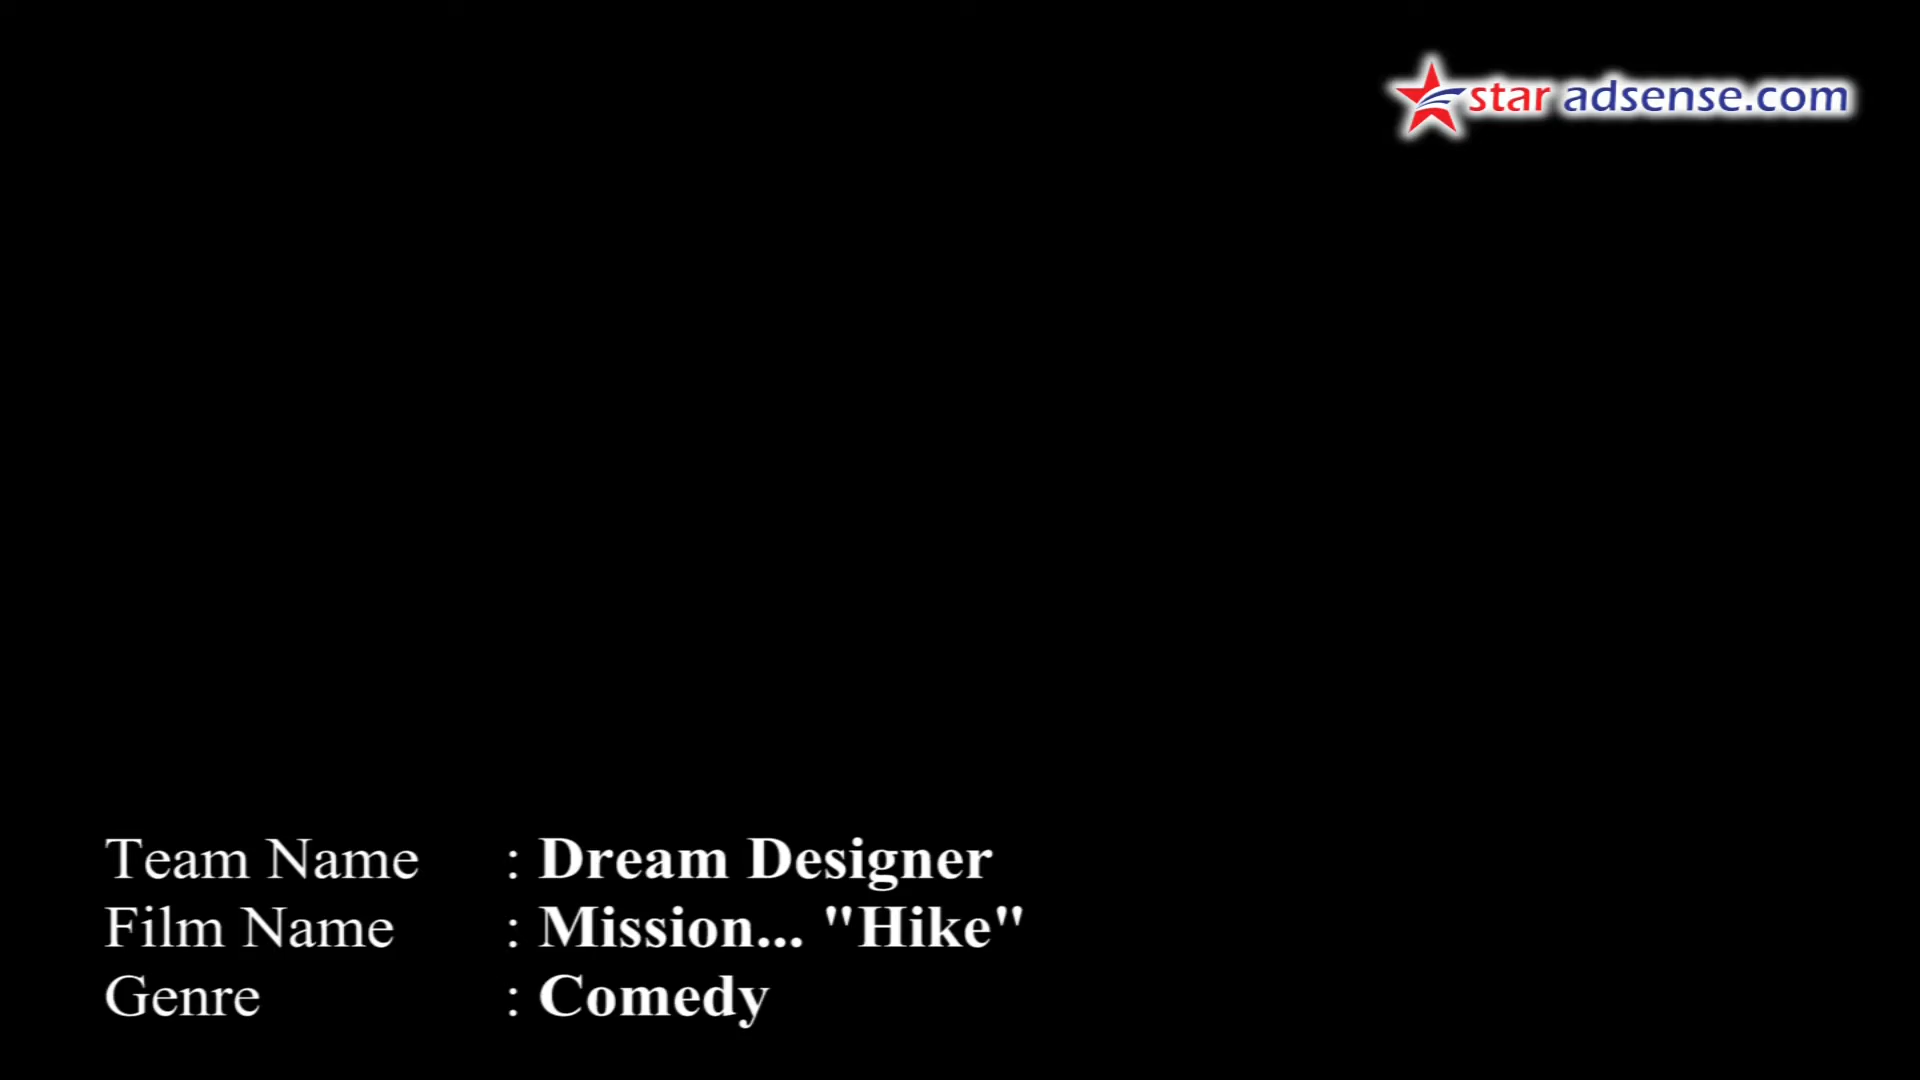 star adsense.com
Team Name : Dream Designer
Film Name : Mission... "Hike"
Genre : Comedy